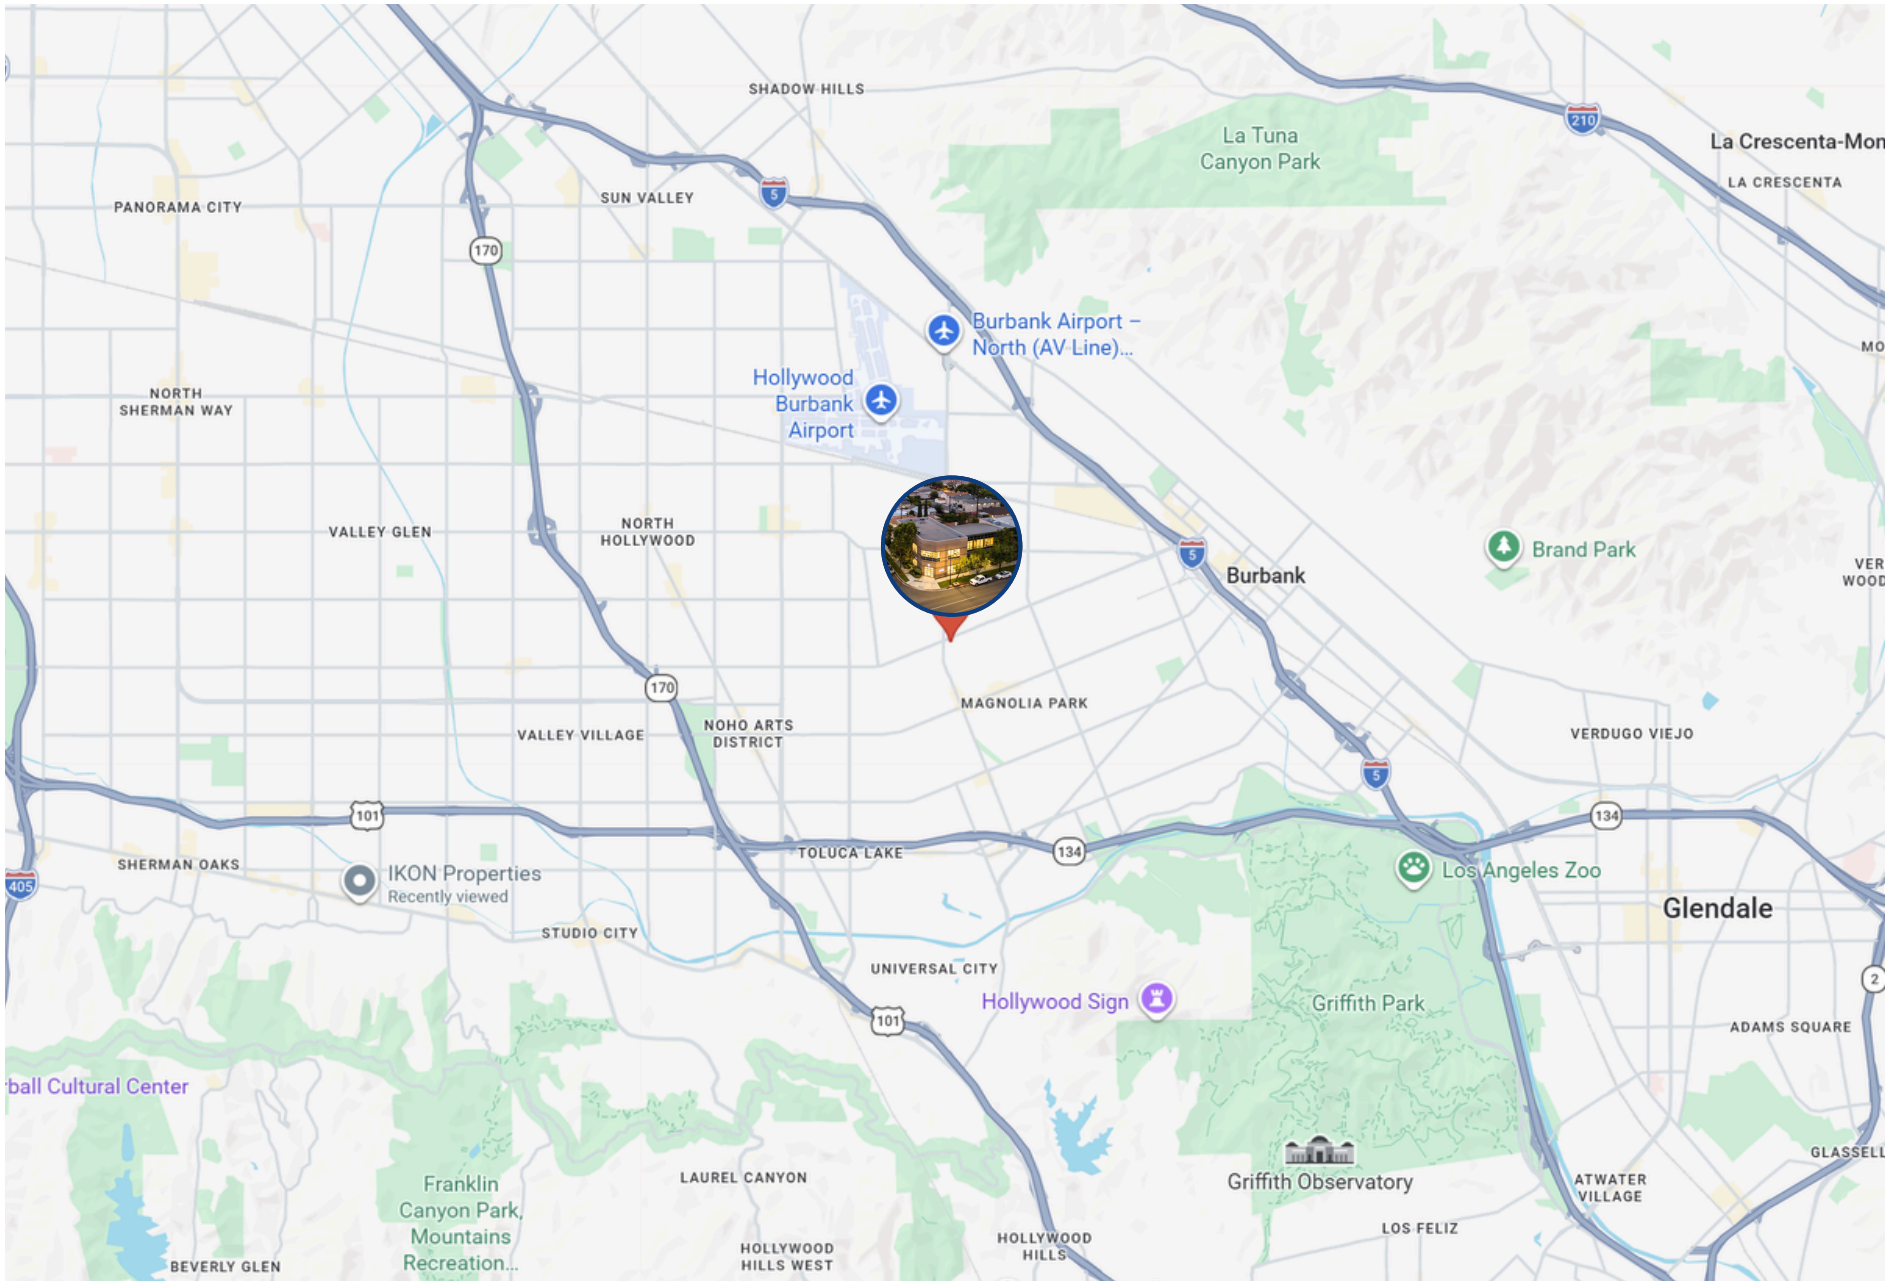 SHADOW HILLS
210
La Tuna
Canyon Park
La Crescenta-Mon
LA CRESCENTA
5
SUN VALLEY
PANORAMA CITY
170
Burbank Airport –
North (AV Line)...
MO
Hollywood
Burbank
Airport
NORTH
SHERMAN WAY
VALLEY GLEN
NORTH
HOLLYWOOD
5
Burbank
Brand Park
VER
WOOD
170
MAGNOLIA PARK
VALLEY VILLAGE
NOHO ARTS
DISTRICT
VERDUGO VIEJO
5
101
134
134
TOLUCA LAKE
SHERMAN OAKS
405
IKON Properties
Recently viewed
Los Angeles Zoo
Glendale
STUDIO CITY
UNIVERSAL CITY
2
Hollywood Sign
Griffith Park
101
ADAMS SQUARE
rball Cultural Center
GLASSELL
Griffith Observatory
LAUREL CANYON
Franklin
Canyon Park,
Mountains
Recreation...
ATWATER
VILLAGE
LOS FELIZ
HOLLYWOOD
HILLS
HOLLYWOOD
HILLS WEST
BEVERLY GLEN